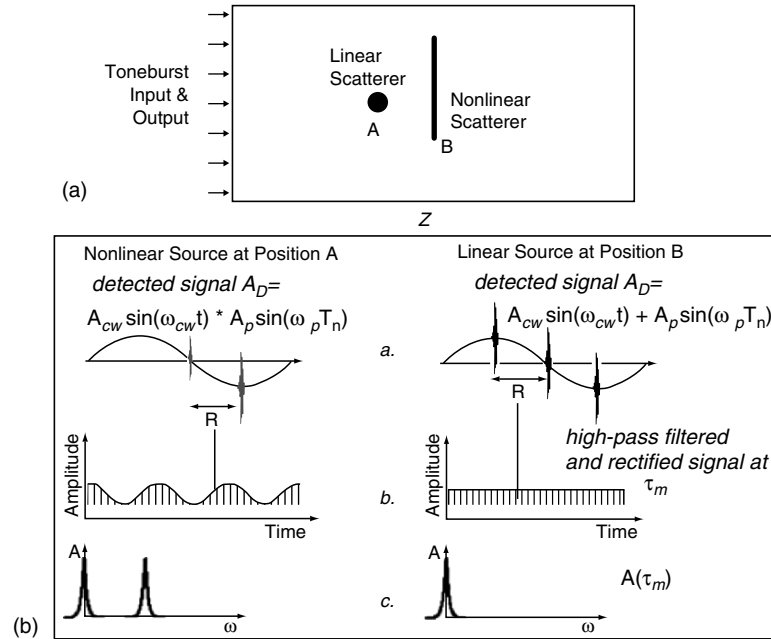 Toneburst
Input &
Output
Linear
Scatterer
A
Nonlinear
Scatterer
B
(a)
Z
Nonlinear Source at Position A
detected signal A_D=
A_cw sin(ω_cw t) * A_p sin(ω_p T_n)
R
Amplitude
Time
A
ω
a.
b.
c.
Linear Source at Position B
detected signal A_D=
A_cw sin(ω_cw t) + A_p sin(ω_p T_n)
R
high-pass filtered
and rectified signal at
τ_m
Amplitude
Time
A
A(τ_m)
ω
(b)